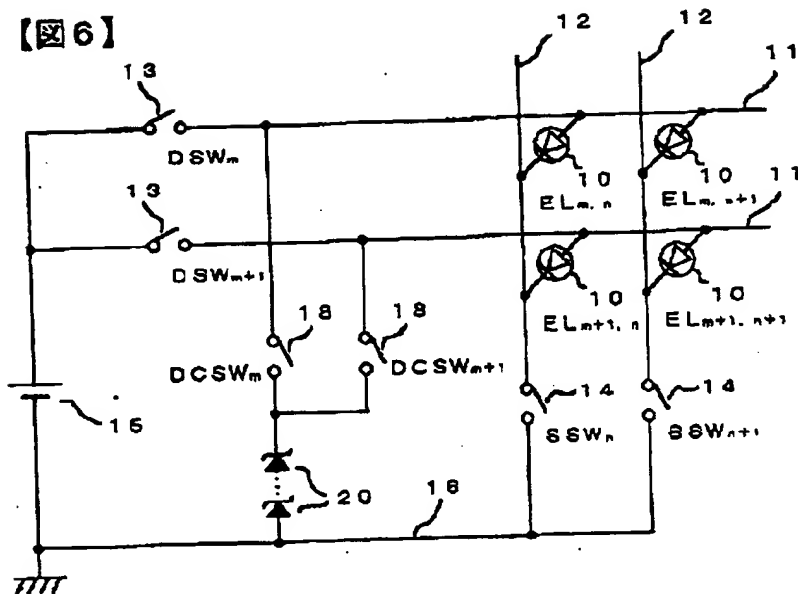 【図6】
12 12
13
11
DSWm
10 10
13
ELm, n ELm, n+1
11
DSWm+1
10 10
18 18
ELm+1, n ELm+1, n+1
DCSWm DCSWm+1
14 14
15
SSWn SSWn+1
20
16